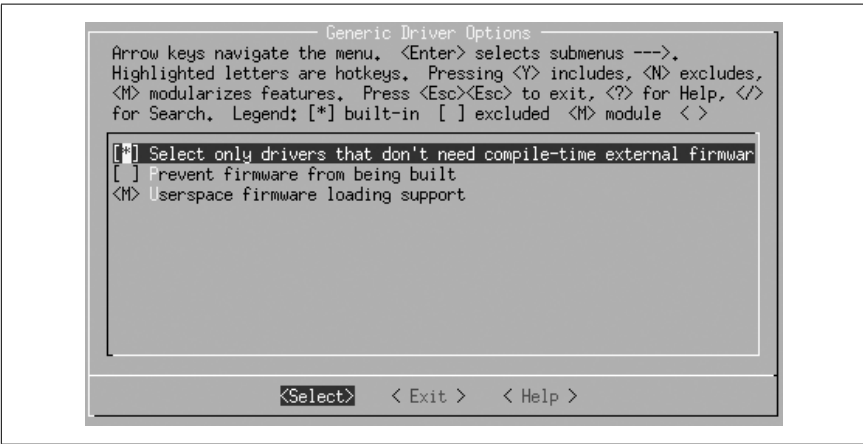 Generic Driver Options
Arrow keys navigate the menu. <Enter> selects submenus --->.
Highlighted letters are hotkeys. Pressing <Y> includes, <N> excludes,
<M> modularizes features. Press <Esc><Esc> to exit, <?> for Help, </>
for Search. Legend: [*] built-in [ ] excluded <M> module < >
[*] Select only drivers that don't need compile-time external firmwar
[ ] Prevent firmware from being built
<M> Userspace firmware loading support
<Select> < Exit > < Help >